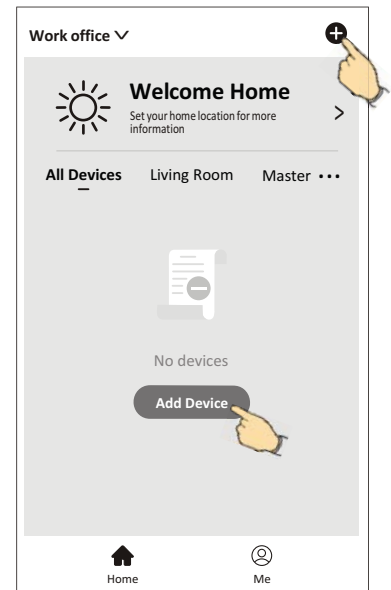 Work office
Welcome Home
Set your home location for more
information
All Devices Living Room Master
No devices
Add Device
Home Me